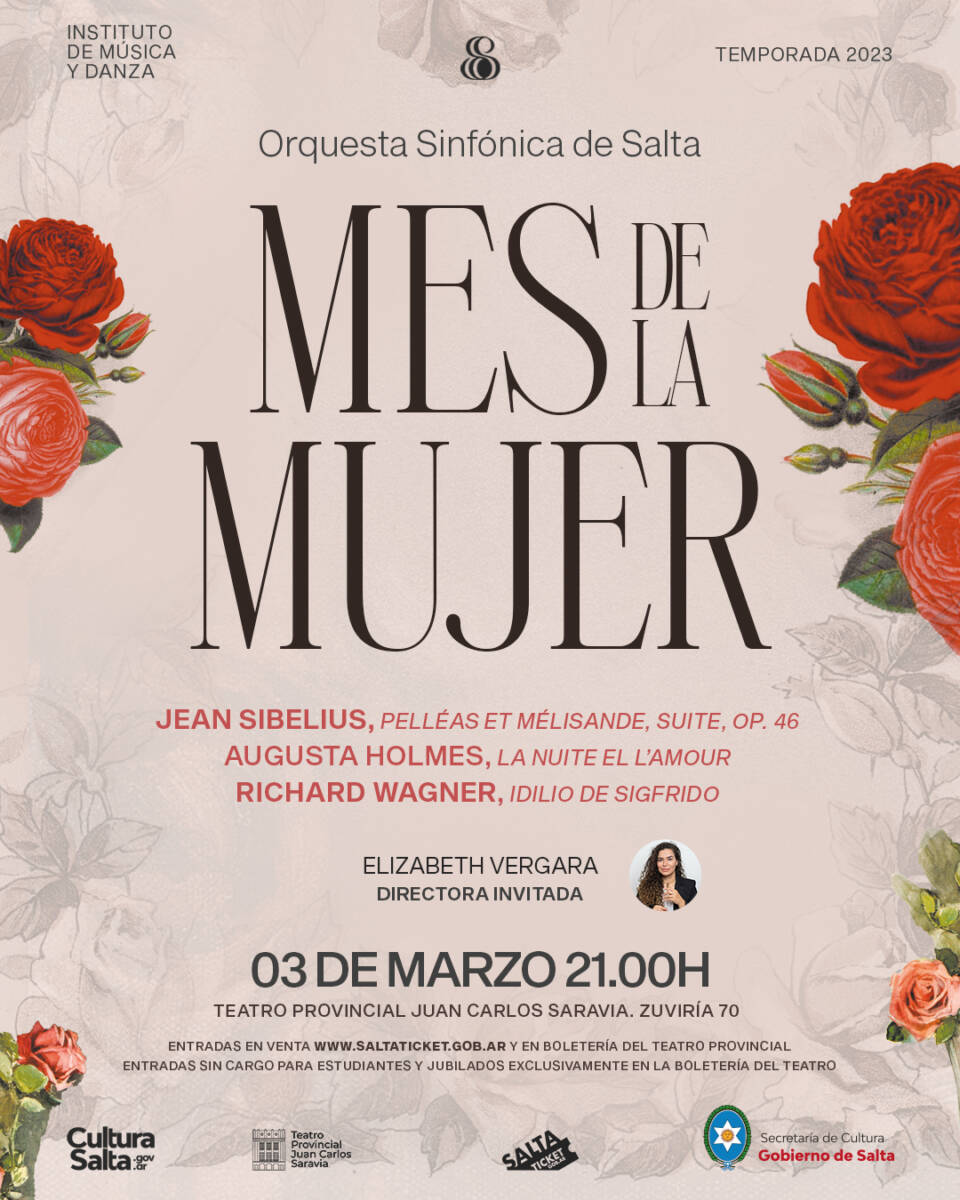 INSTITUTO
DE MÚSICA
Y DANZA
TEMPORADA 2023
Orquesta Sinfónica de Salta
MES DE LA
MUJER
JEAN SIBELIUS, PELLÉAS ET MÉLISANDE, SUITE, OP. 46
AUGUSTA HOLMES, LA NUITE EL L'AMOUR
RICHARD WAGNER, IDILIO DE SIGFRIDO
ELIZABETH VERGARA
DIRECTORA INVITADA
03 DE MARZO 21.00H
TEATRO PROVINCIAL JUAN CARLOS SARAVIA. ZUVIRÍA 70
ENTRADAS EN VENTA WWW.SALTATICKET.GOB.AR Y EN BOLETERÍA DEL TEATRO PROVINCIAL
ENTRADAS SIN CARGO PARA ESTUDIANTES Y JUBILADOS EXCLUSIVAMENTE EN LA BOLETERÍA DEL TEATRO
Cultura
Salta.gov
.ar
Teatro
Provincial
Juan Carlos
Saravia
SALTA
TICKET
GOB.AR
Secretaría de Cultura
Gobierno de Salta